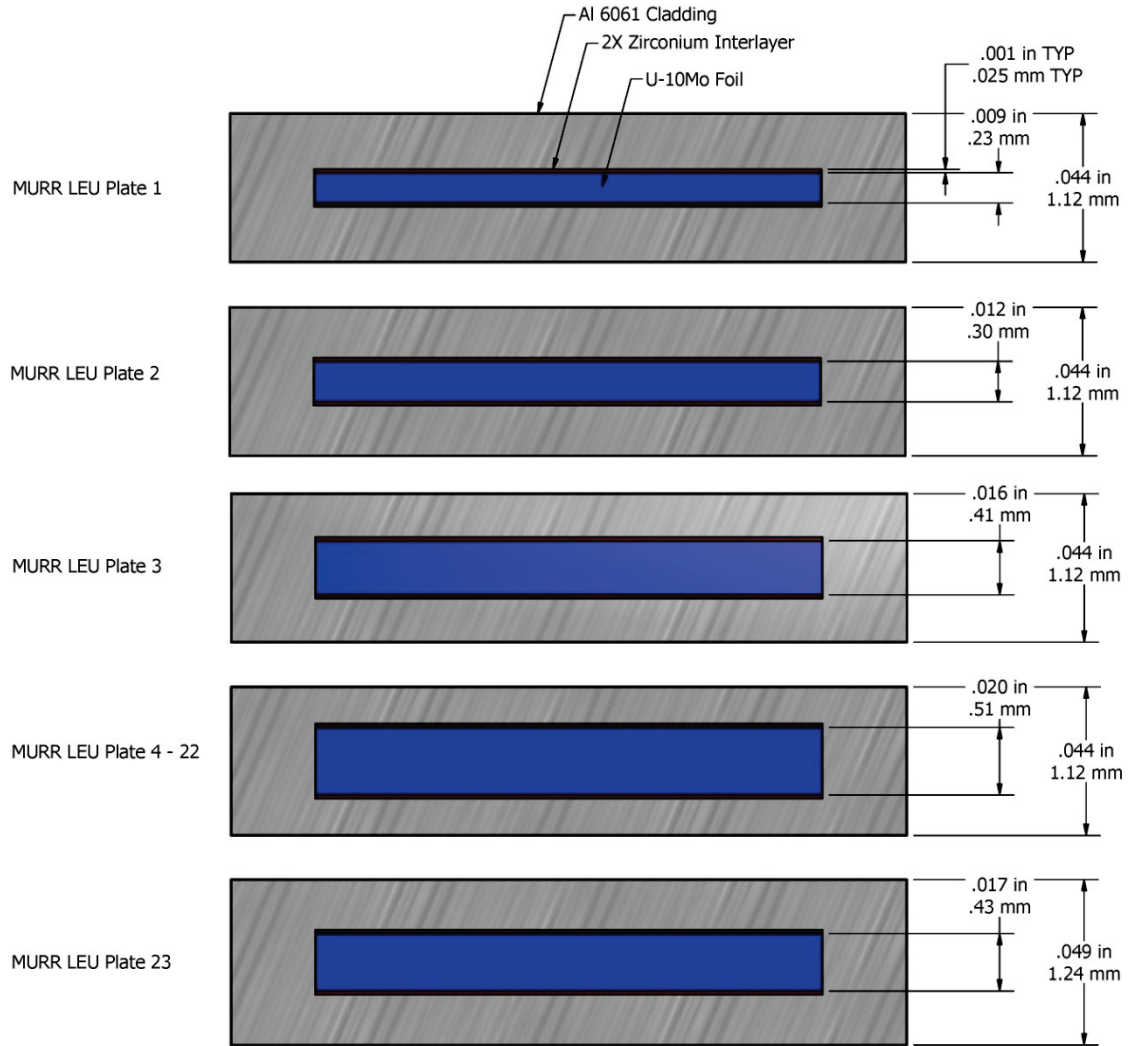 Al 6061 Cladding
2X Zirconium Interlayer
U-10Mo Foil
.001 in TYP
.025 mm TYP
.009 in
.23 mm
.044 in
1.12 mm
MURR LEU Plate 1
.012 in
.30 mm
.044 in
1.12 mm
MURR LEU Plate 2
.016 in
.41 mm
.044 in
1.12 mm
MURR LEU Plate 3
.020 in
.51 mm
.044 in
1.12 mm
MURR LEU Plate 4 - 22
.017 in
.43 mm
.049 in
1.24 mm
MURR LEU Plate 23